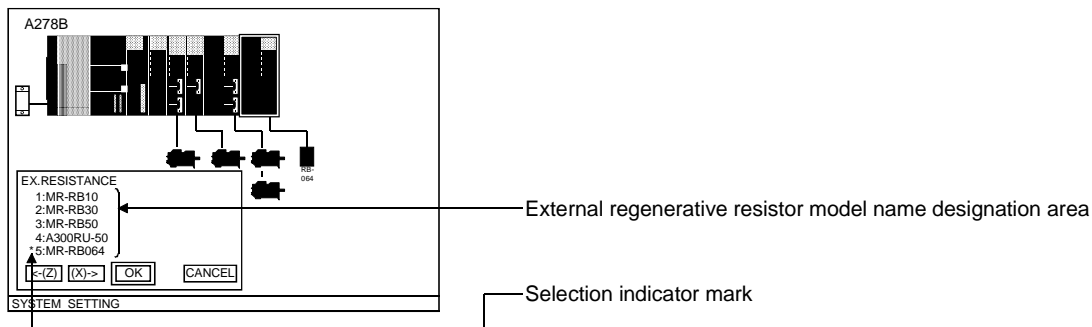 A278B
RB-
064
EX.RESISTANCE
1:MR-RB10
2:MR-RB30
3:MR-RB50
4:A300RU-50
*5:MR-RB064
External regenerative resistor model name designation area
<-(Z) (X)-> OK CANCEL
SYSTEM SETTING
Selection indicator mark